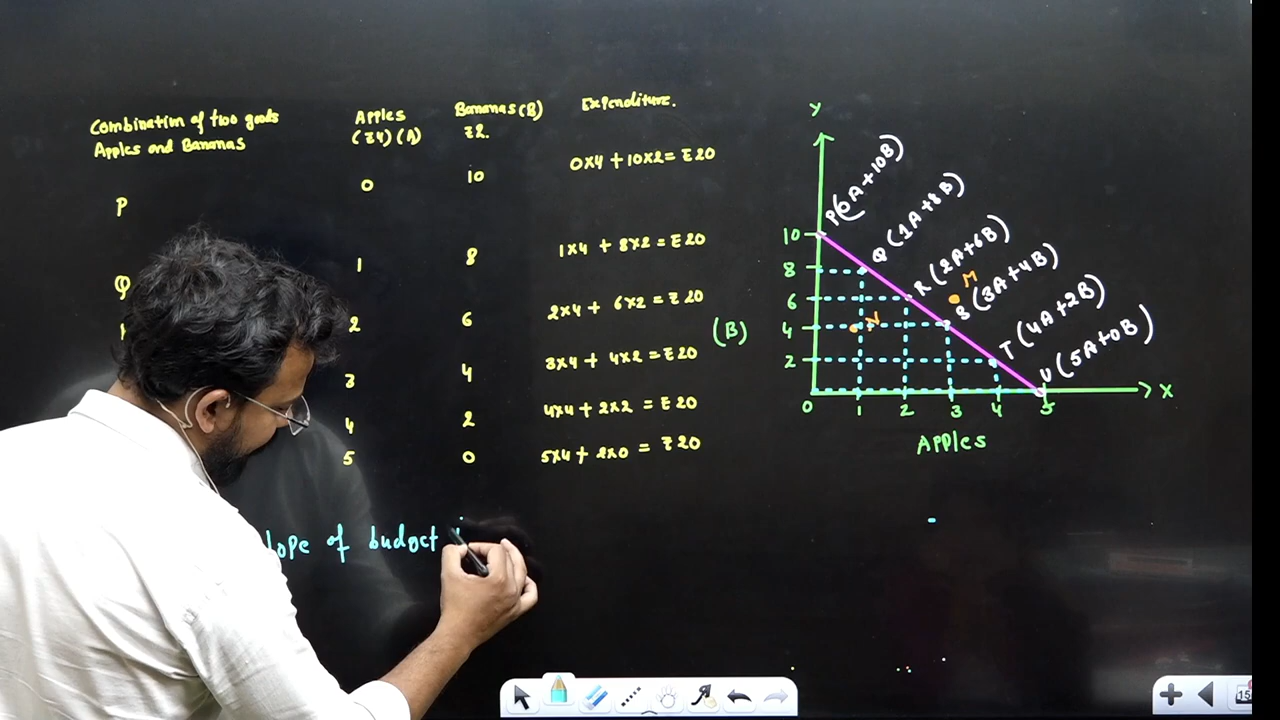 Combination of two goods
Apples and Bananas
Apples
(₹4) (A)
Bananas (B)
₹2.
Expenditure.
P
0
10
0x4 + 10x2 = ₹20
Q
1
8
1x4 + 8x2 = ₹20
2
6
2x4 + 6x2 = ₹20
3
4
3x4 + 4x2 = ₹20
4
2
4x4 + 2x2 = ₹20
5
0
5x4 + 2x0 = ₹20
lope of budget
Y
P(0A+10B)
Q (1A+8B)
R (2A+6B)
M
S (3A+4B)
N
T (4A+2B)
U (5A+0B)
10
8
6
(B)
4
2
0 1 2 3 4 5 X
APPles
15